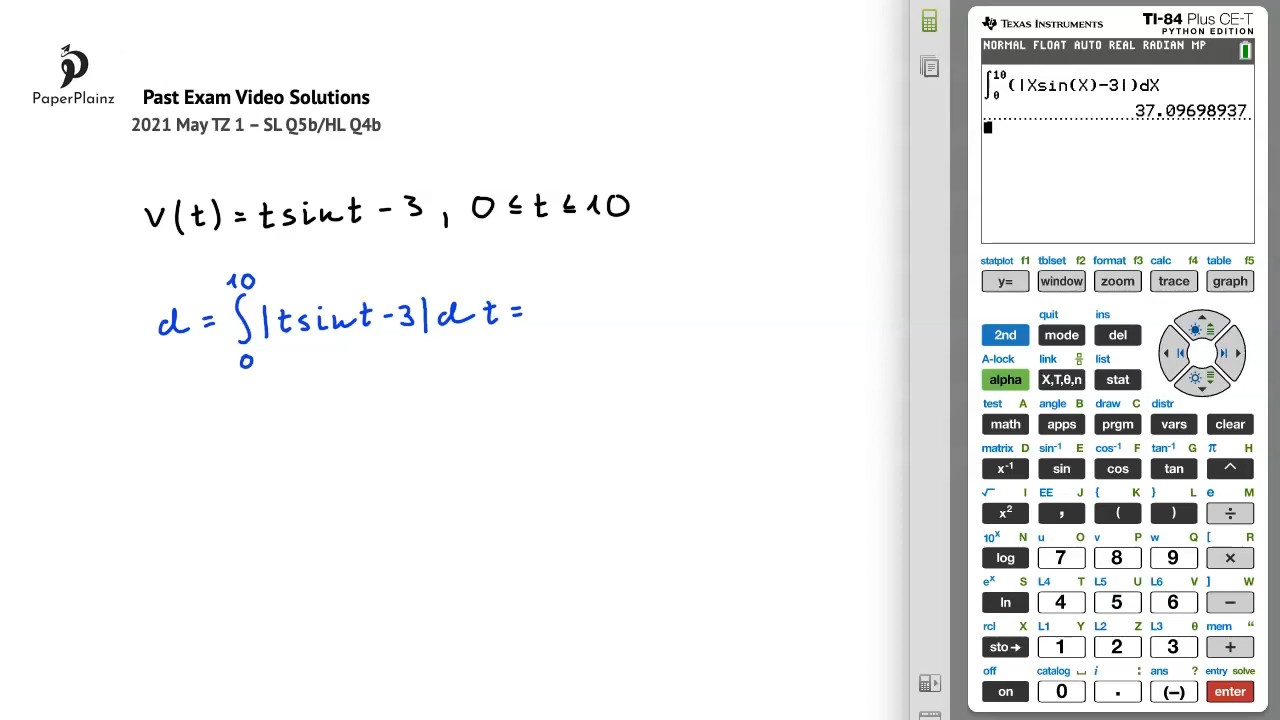 PaperPlainz
Past Exam Video Solutions
2021 May TZ 1 – SL Q5b/HL Q4b
v(t) = t sin t - 3 , 0 ≤ t ≤ 10
d = ∫₀¹⁰ |t sin t - 3| d t =
TEXAS INSTRUMENTS
TI-84 Plus CE-T
PYTHON EDITION
NORMAL FLOAT AUTO REAL RADIAN MP
∫₀¹⁰(|Xsin(X)-3|)dX
37.09698937
statplot f1 tblset f2 format f3 calc f4 table f5
y= window zoom trace graph
quit ins
2nd mode del
A-lock link list
alpha X,T,θ,n stat
test A angle B draw C distr
math apps prgm vars clear
matrix D sin⁻¹ E cos⁻¹ F tan⁻¹ G π H
x⁻¹ sin cos tan ^
√ I EE J { K } L e M
x² , ( ) ÷
10ˣ N u O v P w Q [ R
log 7 8 9 ×
eˣ S L4 T L5 U L6 V ] W
ln 4 5 6 −
rcl X L1 Y L2 Z L3 θ mem “
sto→ 1 2 3 +
off catalog ⎵ i : ans ? entry solve
on 0 . (−) enter